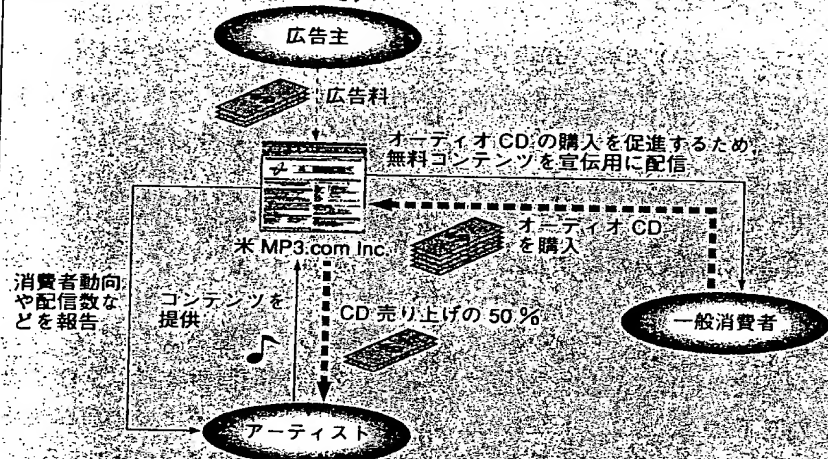 広告主
広告料
オーディオCDの購入を促進するため
無料コンテンツを宣伝用に配信
米MP3.com Inc.
オーディオCD
を購入
消費者動向
や配信数な
どを報告
コンテンツを
提供
CD売り上げの50%
一般消費者
アーティスト